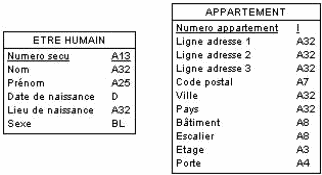 ETRE HUMAIN
Numero secu A13
Nom A32
Prénom A25
Date de naissance D
Lieu de naissance A32
Sexe BL
APPARTEMENT
Numero appartement I
Ligne adresse 1 A32
Ligne adresse 2 A32
Ligne adresse 3 A32
Code postal A7
Ville A32
Pays A32
Bâtiment A8
Escalier A8
Etage A3
Porte A4